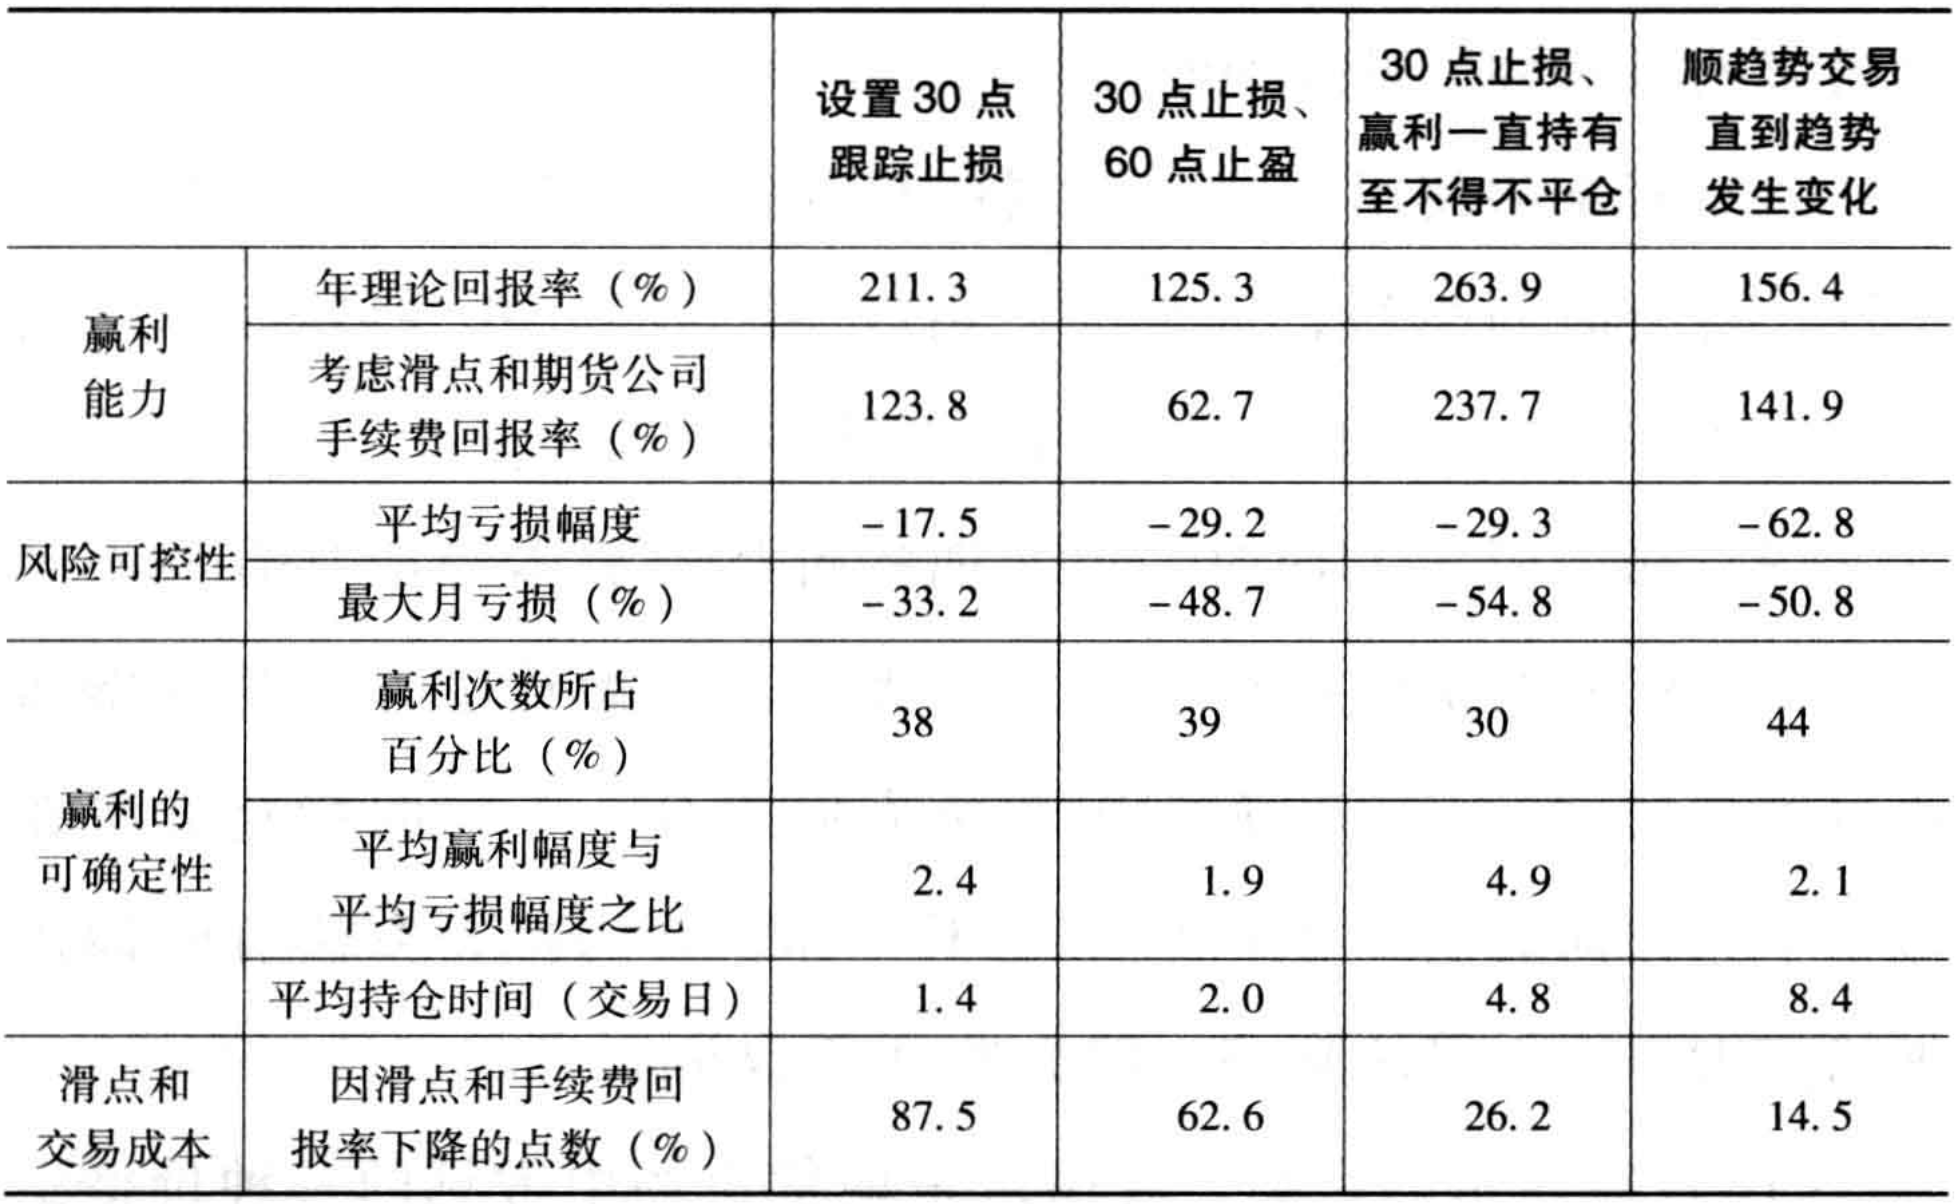 设置 30 点
跟踪止损
30 点止损、
60 点止盈
30 点止损、
赢利一直持有
至不得不平仓
顺趋势交易
直到趋势
发生变化
赢利
能力
年理论回报率（%）
211.3
125.3
263.9
156.4
考虑滑点和期货公司
手续费回报率（%）
123.8
62.7
237.7
141.9
风险可控性
平均亏损幅度
-17.5
-29.2
-29.3
-62.8
最大月亏损（%）
-33.2
-48.7
-54.8
-50.8
赢利的
可确定性
赢利次数所占
百分比（%）
38
39
30
44
平均赢利幅度与
平均亏损幅度之比
2.4
1.9
4.9
2.1
平均持仓时间（交易日）
1.4
2.0
4.8
8.4
滑点和
交易成本
因滑点和手续费回
报率下降的点数（%）
87.5
62.6
26.2
14.5